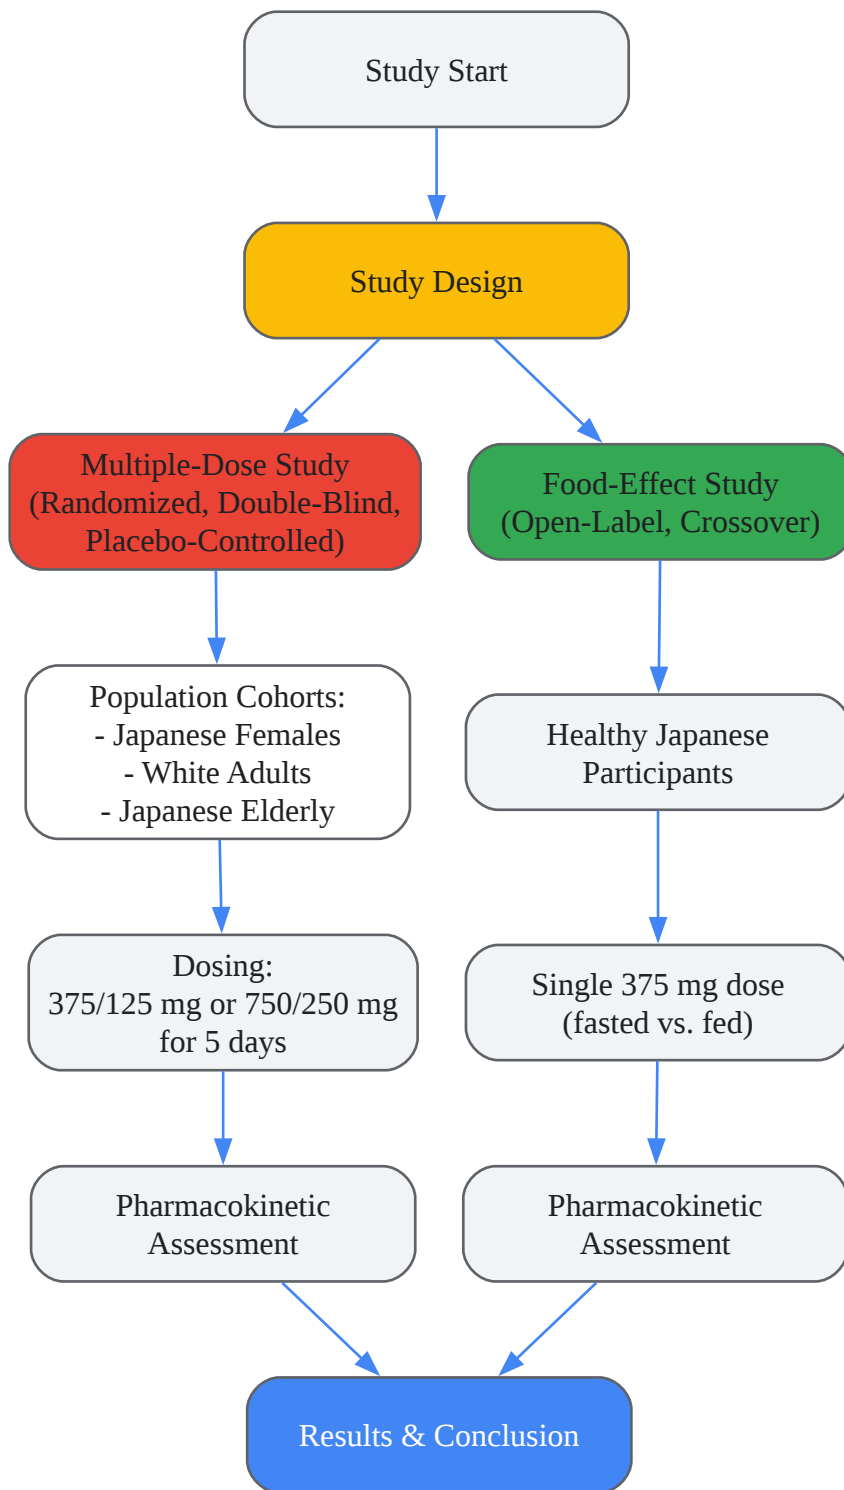 Study Start
Study Design
Multiple-Dose Study
(Randomized, Double-Blind,
Placebo-Controlled)
Food-Effect Study
(Open-Label, Crossover)
Population Cohorts:
- Japanese Females
- White Adults
- Japanese Elderly
Healthy Japanese
Participants
Dosing:
375/125 mg or 750/250 mg
for 5 days
Single 375 mg dose
(fasted vs. fed)
Pharmacokinetic
Assessment
Pharmacokinetic
Assessment
Results & Conclusion